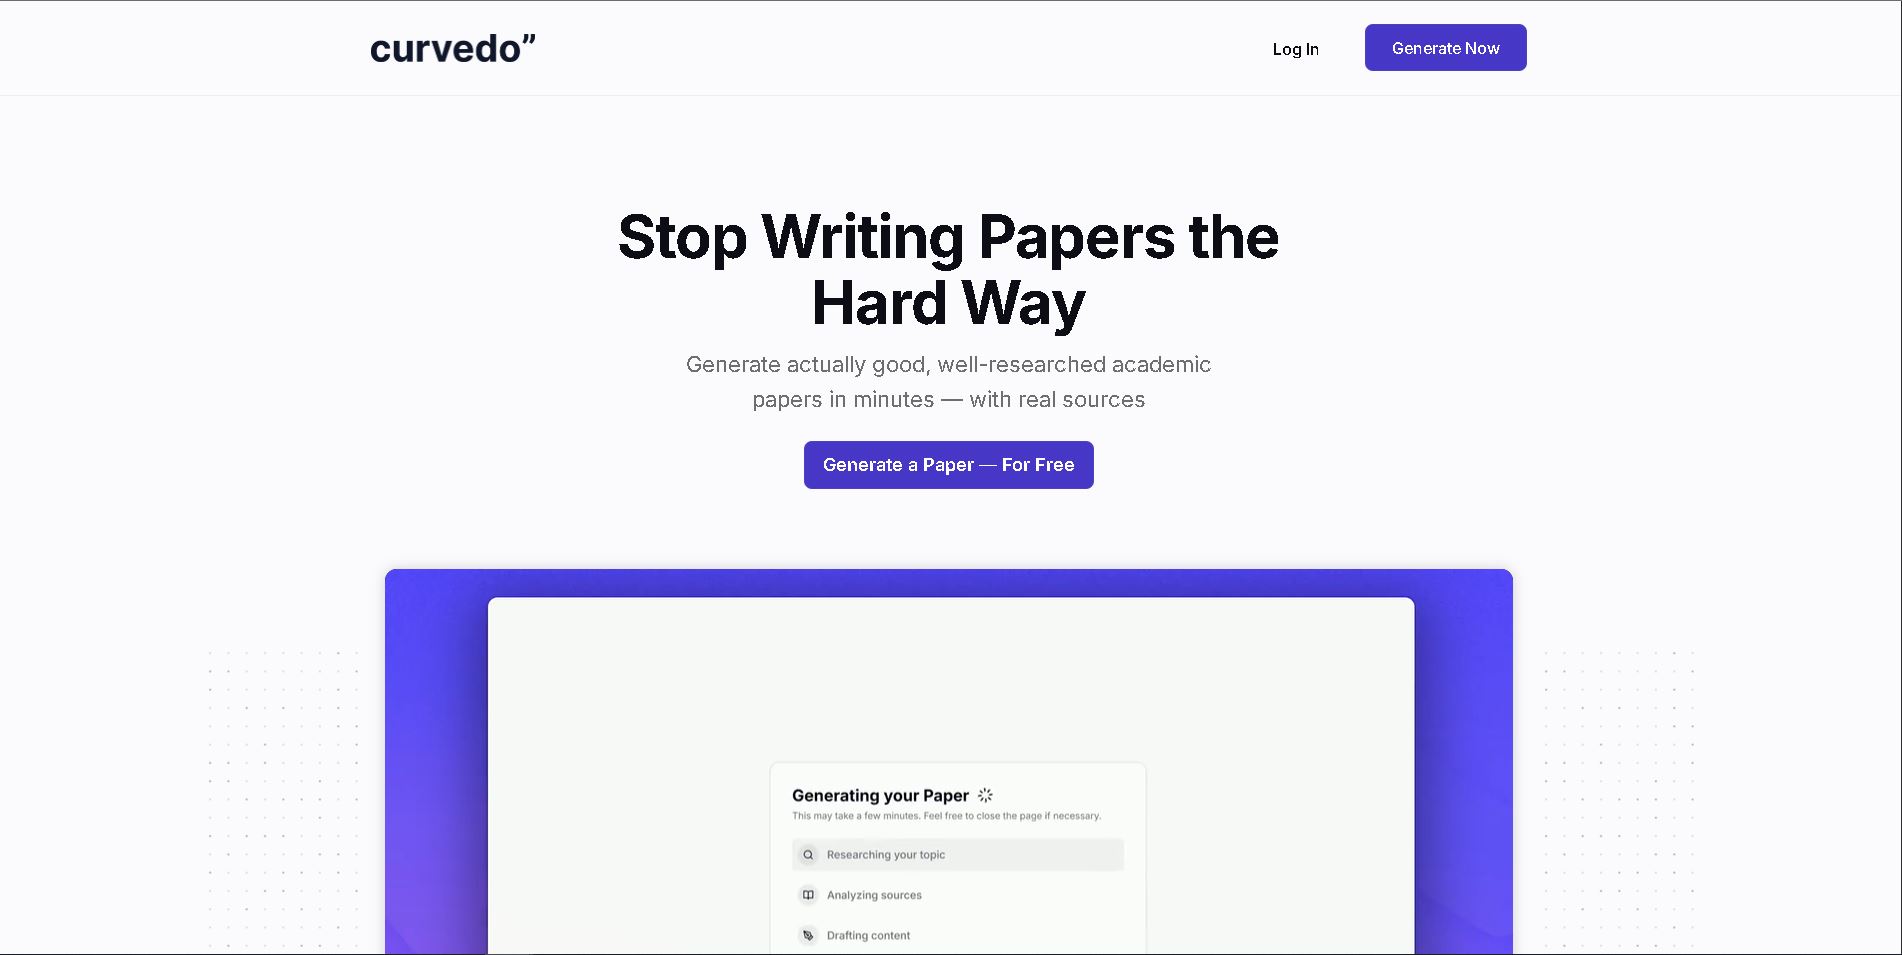 curvedo”
Log In
Generate Now
Stop Writing Papers the
Hard Way
Generate actually good, well-researched academic
papers in minutes — with real sources
Generate a Paper — For Free
Generating your Paper
This may take a few minutes. Feel free to close the page if necessary.
Researching your topic
Analyzing sources
Drafting content